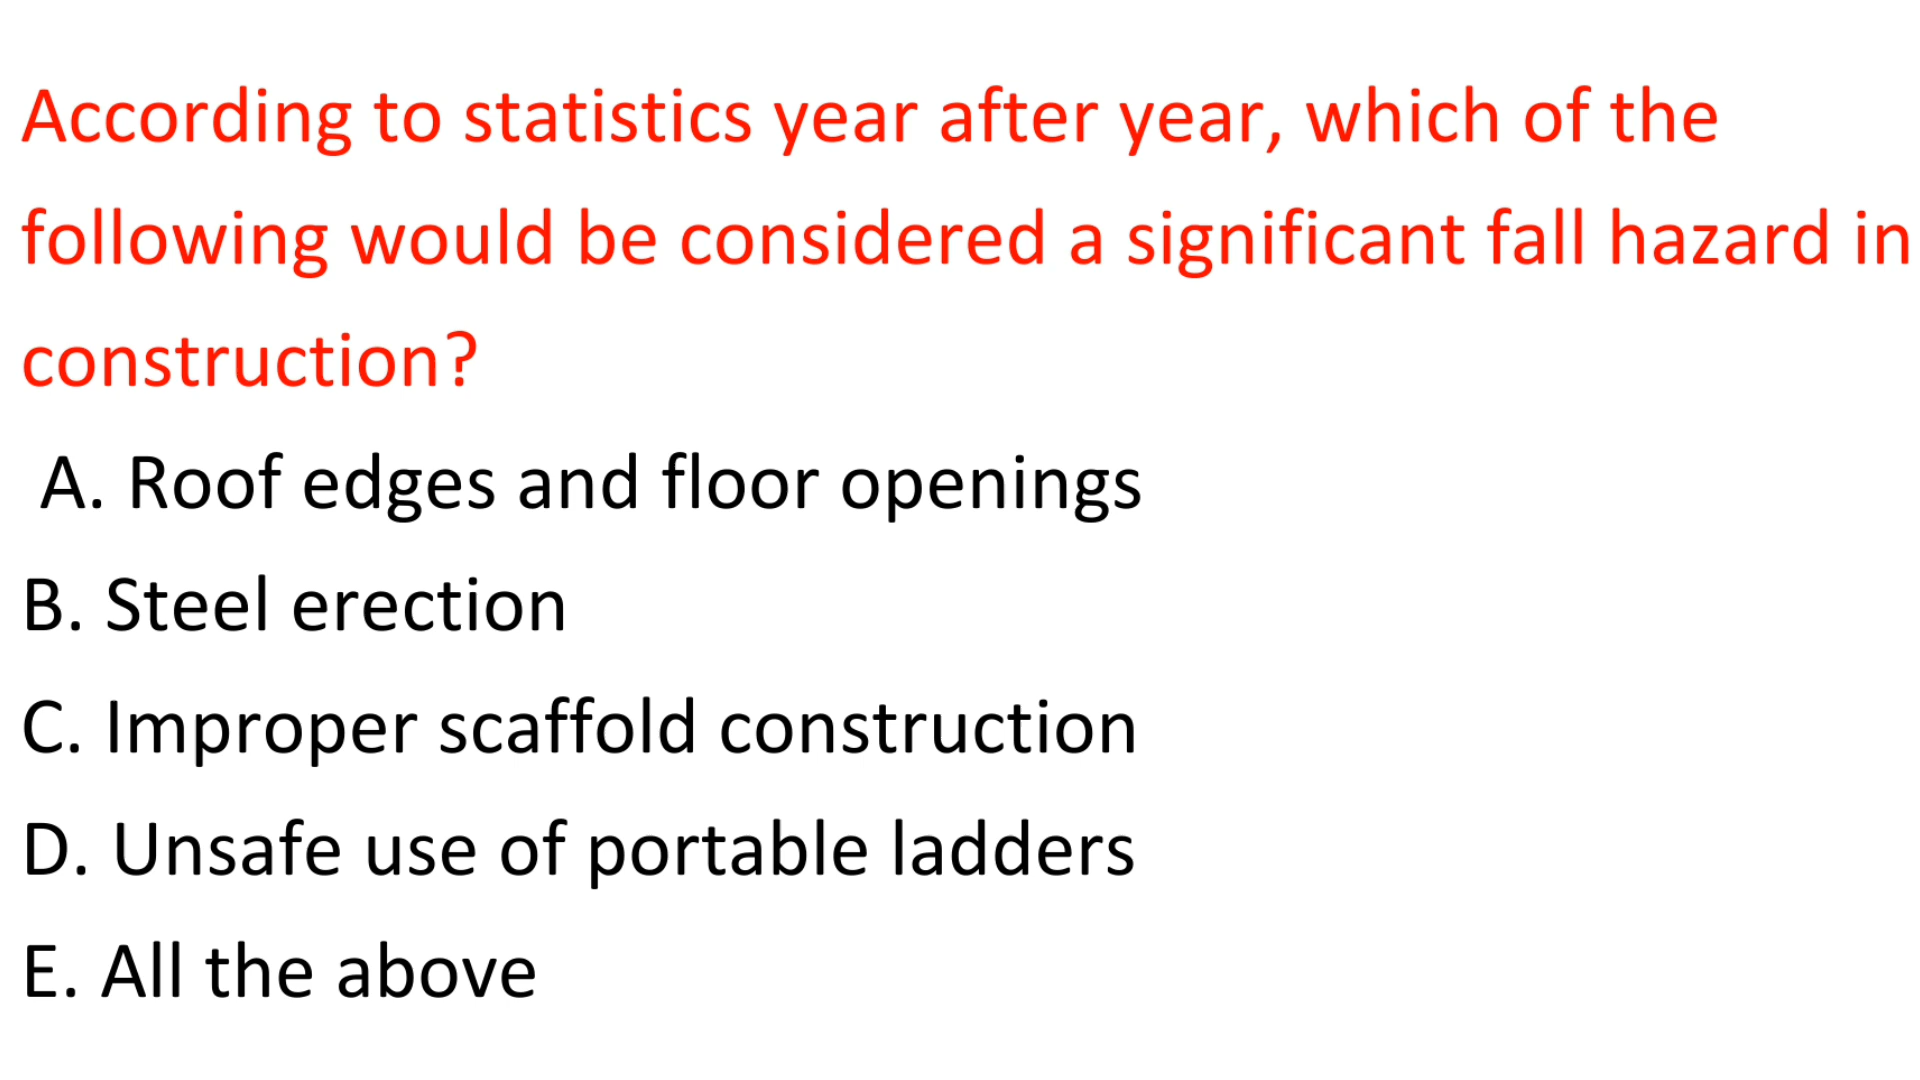 According to statistics year after year, which of the
following would be considered a significant fall hazard in
construction?
A. Roof edges and floor openings
B. Steel erection
C. Improper scaffold construction
D. Unsafe use of portable ladders
E. All the above